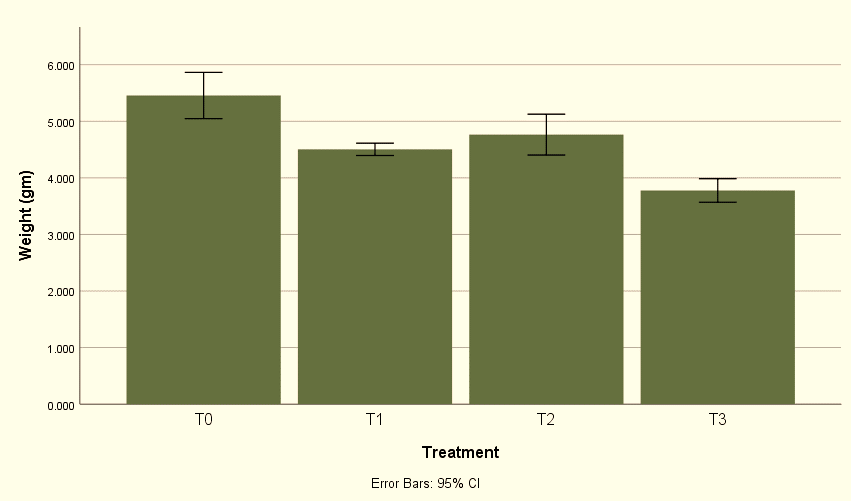 Weight (gm)
6.000
5.000
4.000
3.000
2.000
1.000
0.000
T0 T1 T2 T3
Treatment
Error Bars: 95% CI